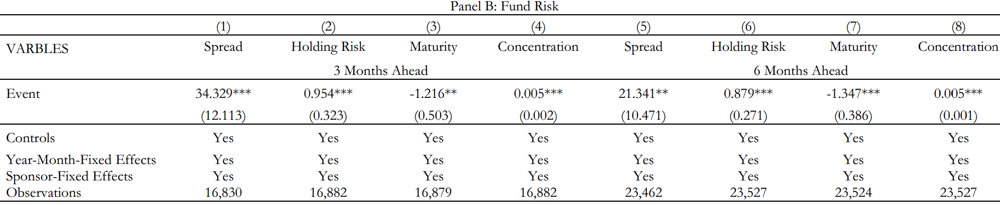 Panel B: Fund Risk
(1) (2) (3) (4) (5) (6) (7) (8)
VARBLES Spread Holding Risk Maturity Concentration Spread Holding Risk Maturity Concentration
3 Months Ahead 6 Months Ahead
Event 34.329*** 0.954*** -1.216** 0.005*** 21.341** 0.879*** -1.347*** 0.005***
(12.113) (0.323) (0.503) (0.002) (10.471) (0.271) (0.386) (0.001)
Controls Yes Yes Yes Yes Yes Yes Yes Yes
Year-Month-Fixed Effects Yes Yes Yes Yes Yes Yes Yes Yes
Sponsor-Fixed Effects Yes Yes Yes Yes Yes Yes Yes Yes
Observations 16,830 16,882 16,879 16,882 23,462 23,527 23,524 23,527